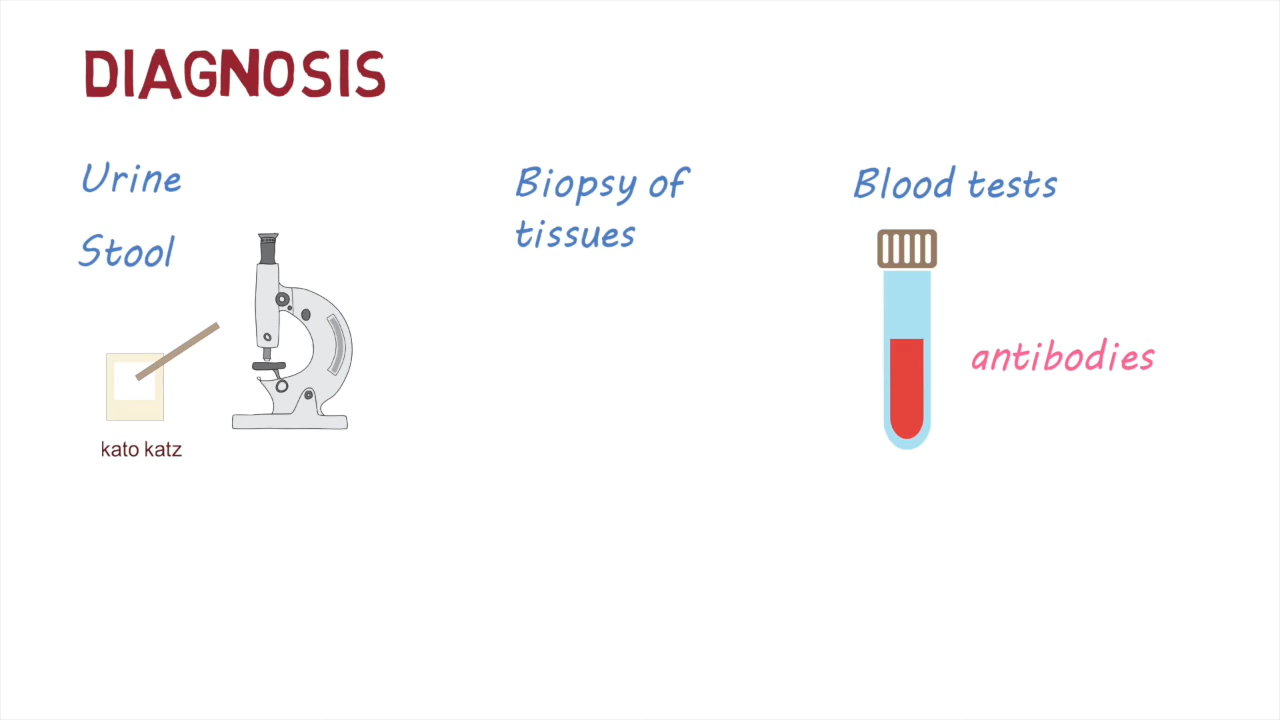 DIAGNOSIS
Urine
Stool
kato katz
Biopsy of
tissues
Blood tests
antibodies